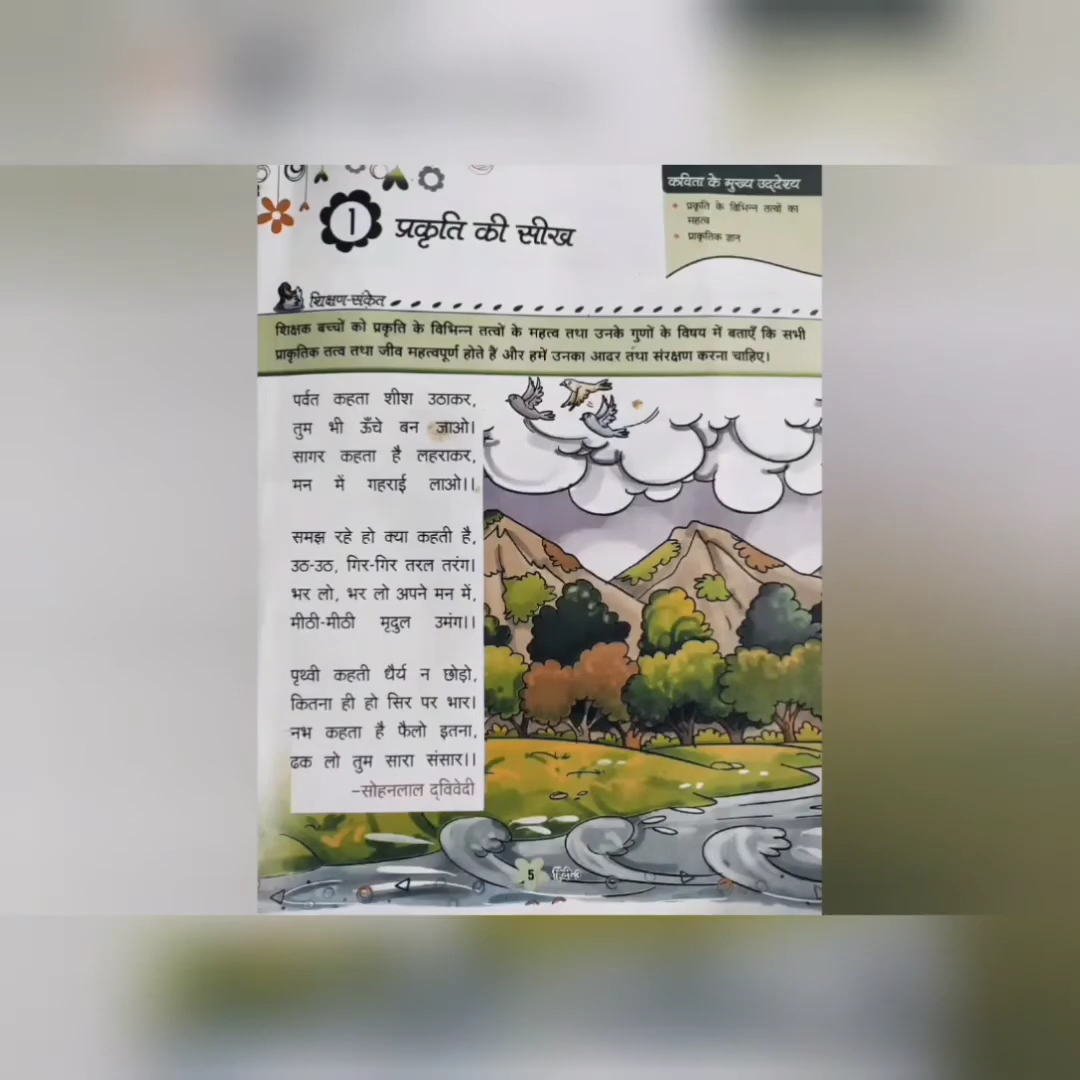 1 प्रकृति की सीख
कविता के मुख्य उद्देश्य
प्रकृति के विभिन्न तत्वों का
महत्व
प्राकृतिक ज्ञान
शिक्षण-संकेत
शिक्षक बच्चों को प्रकृति के विभिन्न तत्वों के महत्व तथा उनके गुणों के विषय में बताएँ कि सभी
प्राकृतिक तत्व तथा जीव महत्वपूर्ण होते हैं और हमें उनका आदर तथा संरक्षण करना चाहिए।
पर्वत कहता शीश उठाकर,
तुम भी ऊँचे बन जाओ।
सागर कहता है लहराकर,
मन में गहराई लाओ।।
समझ रहे हो क्या कहती है,
उठ-उठ, गिर-गिर तरल तरंग।
भर लो, भर लो अपने मन में,
मीठी-मीठी मृदुल उमंग।।
पृथ्वी कहती धैर्य न छोड़ो,
कितना ही हो सिर पर भार।
नभ कहता है फैलो इतना,
ढक लो तुम सारा संसार।।
–सोहनलाल द्विवेदी
5